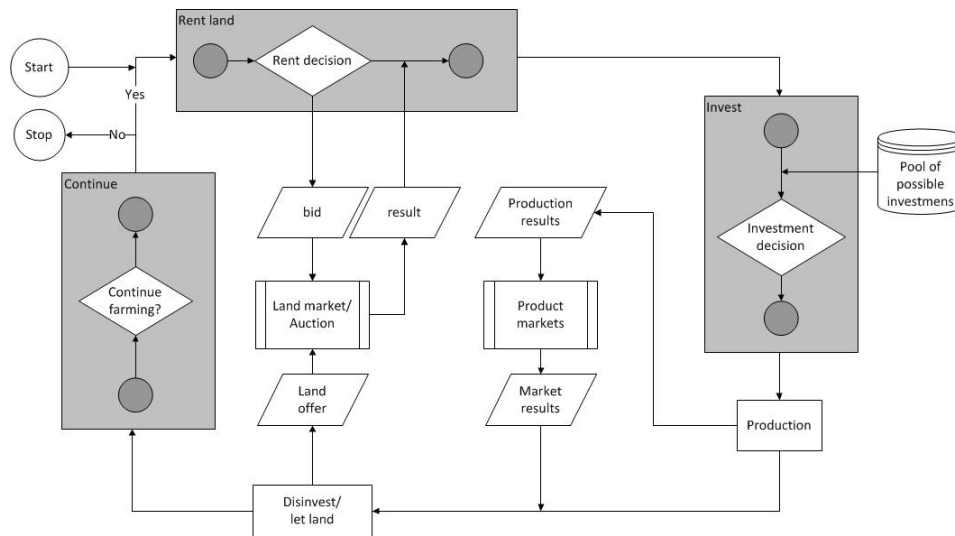 Rent land
Start
Rent decision
Yes
Invest
Stop
No
Pool of
possible
investmens
Continue
bid
result
Production
results
Investment
decision
Continue
farming?
Land market/
Auction
Product
markets
Land
offer
Market
results
Production
Disinvest/
let land